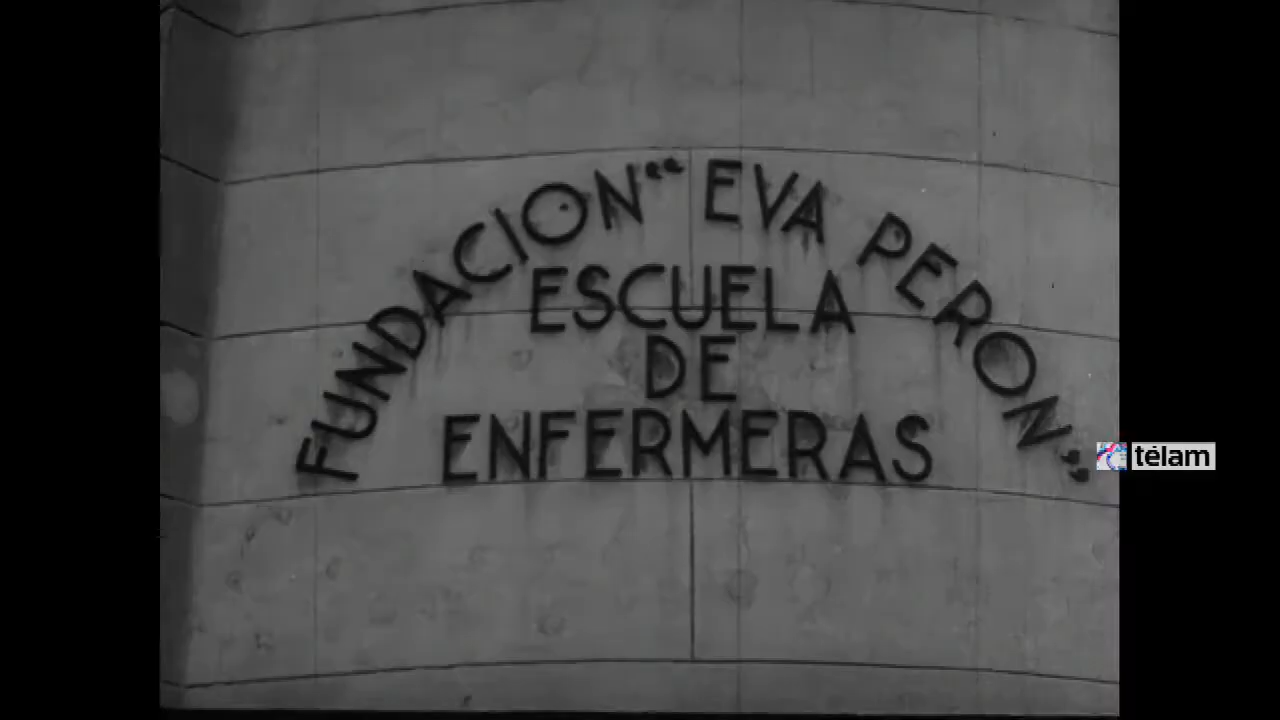 FUNDACION “ EVA PERON ”
ESCUELA
DE
ENFERMERAS
télam